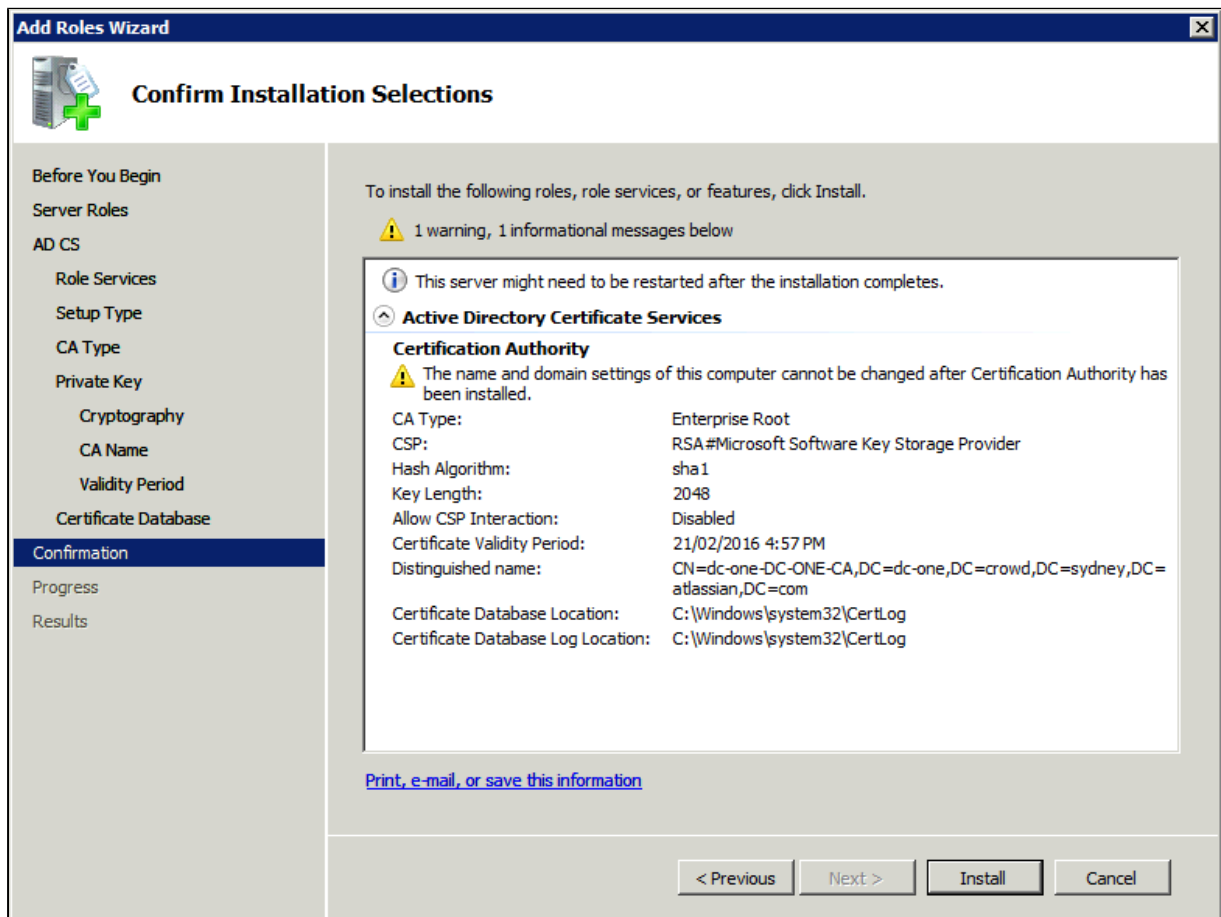 Add Roles Wizard
Confirm Installation Selections
Before You Begin
Server Roles
AD CS
Role Services
Setup Type
CA Type
Private Key
Cryptography
CA Name
Validity Period
Certificate Database
Confirmation
Progress
Results
To install the following roles, role services, or features, click Install.
1 warning, 1 informational messages below
This server might need to be restarted after the installation completes.
Active Directory Certificate Services
Certification Authority
The name and domain settings of this computer cannot be changed after Certification Authority has
been installed.
CA Type: Enterprise Root
CSP: RSA#Microsoft Software Key Storage Provider
Hash Algorithm: sha1
Key Length: 2048
Allow CSP Interaction: Disabled
Certificate Validity Period: 21/02/2016 4:57 PM
Distinguished name: CN=dc-one-DC-ONE-CA,DC=dc-one,DC=crowd,DC=sydney,DC=
atlassian,DC=com
Certificate Database Location: C:\Windows\system32\CertLog
Certificate Database Log Location: C:\Windows\system32\CertLog
Print, e-mail, or save this information
< Previous Next > Install Cancel